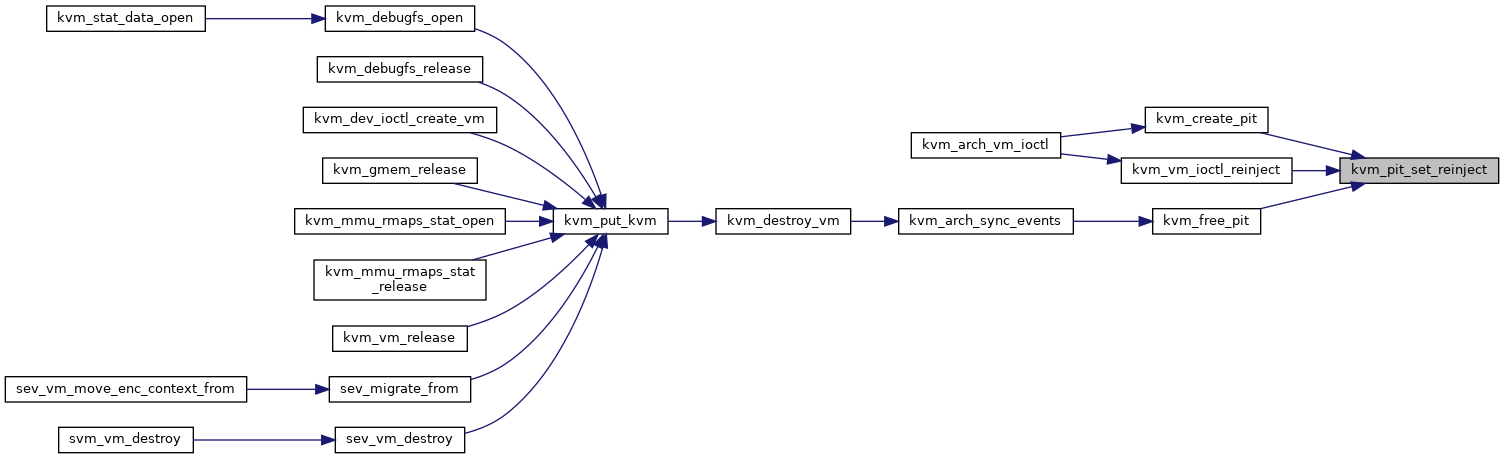 kvm_stat_data_open
kvm_debugfs_open
kvm_debugfs_release
kvm_dev_ioctl_create_vm
kvm_create_pit
kvm_arch_vm_ioctl
kvm_gmem_release
kvm_vm_ioctl_reinject
kvm_pit_set_reinject
kvm_mmu_rmaps_stat_open
kvm_put_kvm
kvm_destroy_vm
kvm_arch_sync_events
kvm_free_pit
kvm_mmu_rmaps_stat
_release
kvm_vm_release
sev_vm_move_enc_context_from
sev_migrate_from
svm_vm_destroy
sev_vm_destroy